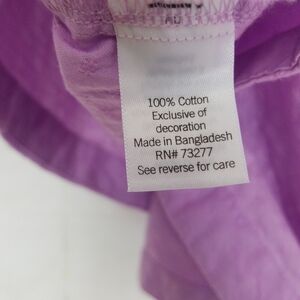 100% Cotton
Exclusive of
decoration
Made in Bangladesh
RN# 73277
See reverse for care